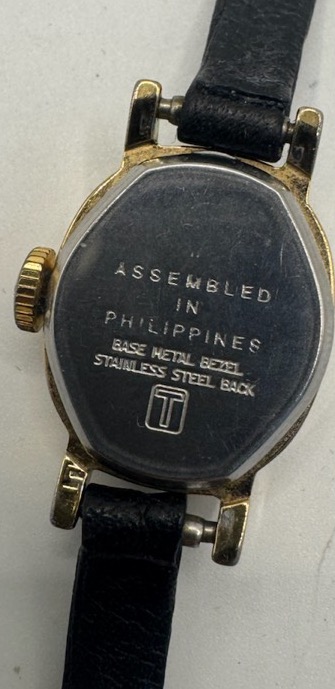 ASSEMBLED
IN
PHILIPPINES
BASE METAL BEZEL
STAINLESS STEEL BACK
T